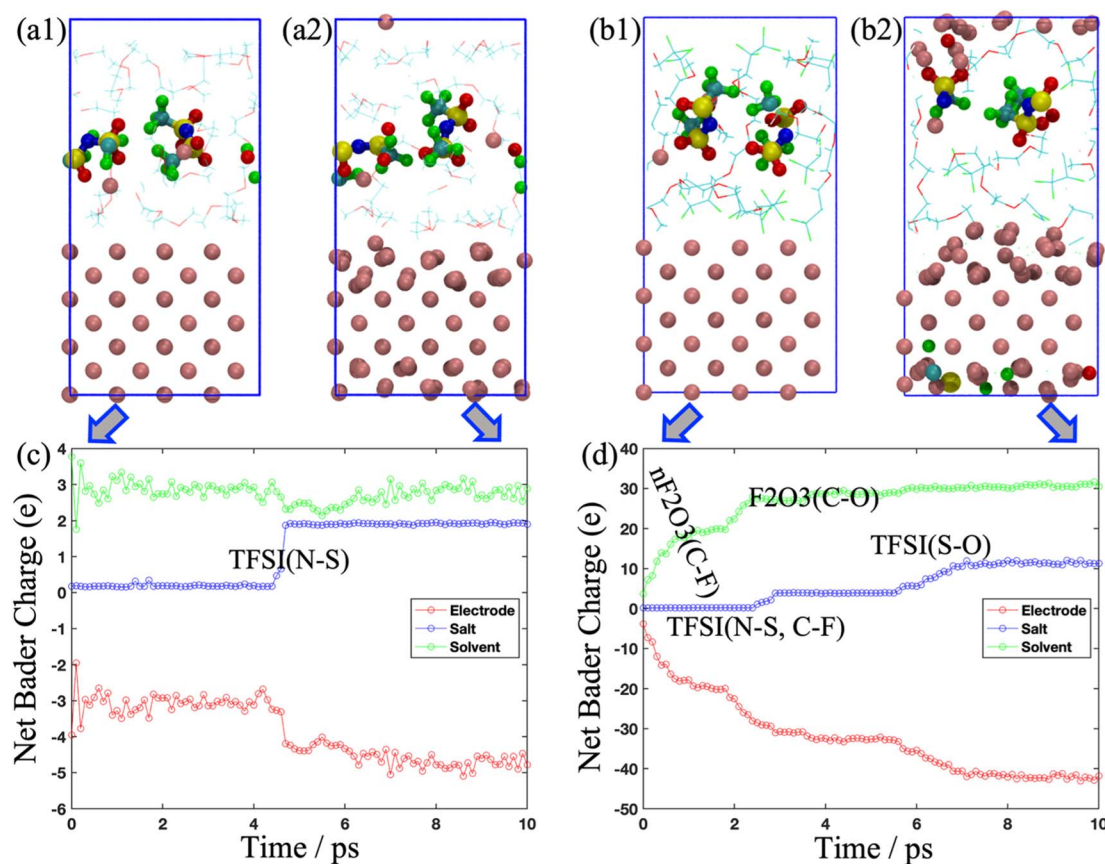 (a1)
(a2)
(b1)
(b2)
(c)
Net Bader Charge (e)
4
3
2
1
0
-1
-2
-3
-4
-5
-6
TFSI(N-S)
Electrode
Salt
Solvent
0
2
4
6
8
10
Time / ps
(d)
Net Bader Charge (e)
40
30
20
10
0
-10
-20
-30
-40
-50
nF2O3(C-F)
F2O3(C-O)
TFSI(S-O)
TFSI(N-S, C-F)
Electrode
Salt
Solvent
0
2
4
6
8
10
Time / ps